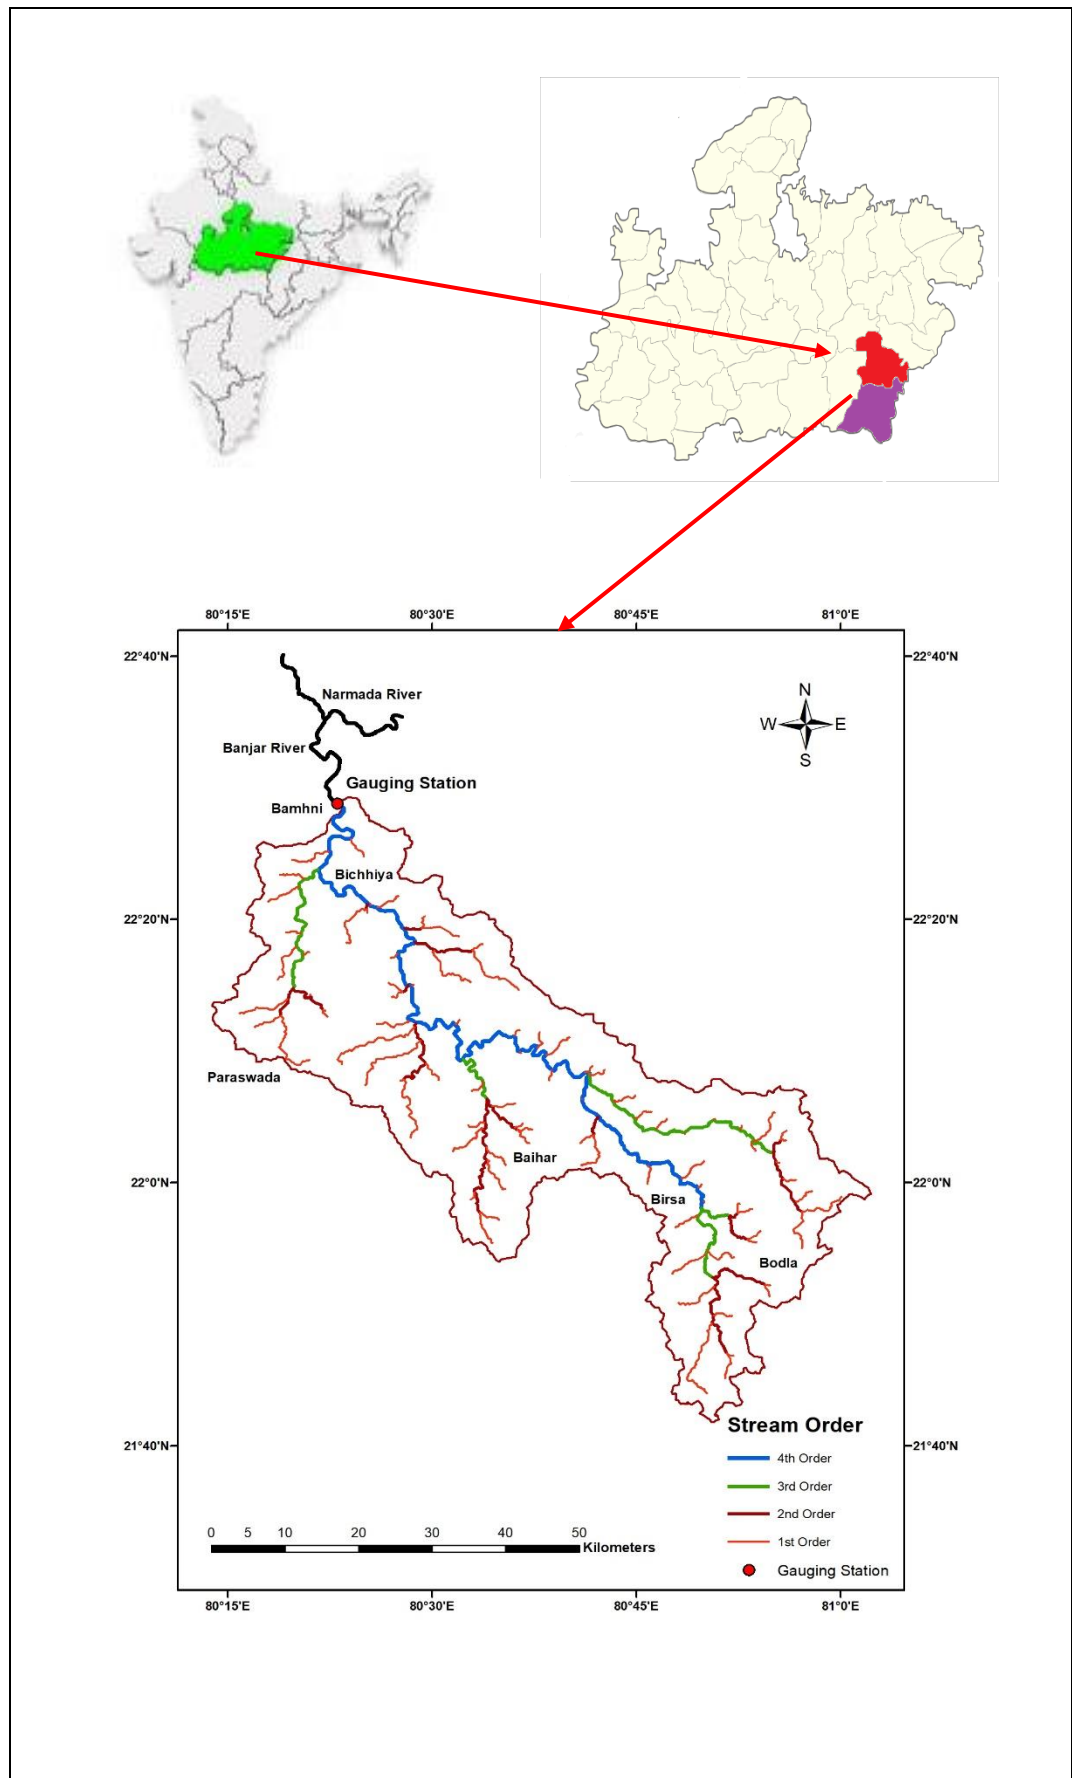 80°15'E 80°30'E 80°45'E 81°0'E
22°40'N 22°40'N
N
Narmada River
W E
Banjar River
S
Gauging Station
Bamhni
Bichhiya
22°20'N 22°20'N
Paraswada
Baihar
22°0'N 22°0'N
Birsa
Bodla
Stream Order
21°40'N 21°40'N
4th Order
3rd Order
2nd Order
1st Order
0 5 10 20 30 40 50
Kilometers
Gauging Station
80°15'E 80°30'E 80°45'E 81°0'E